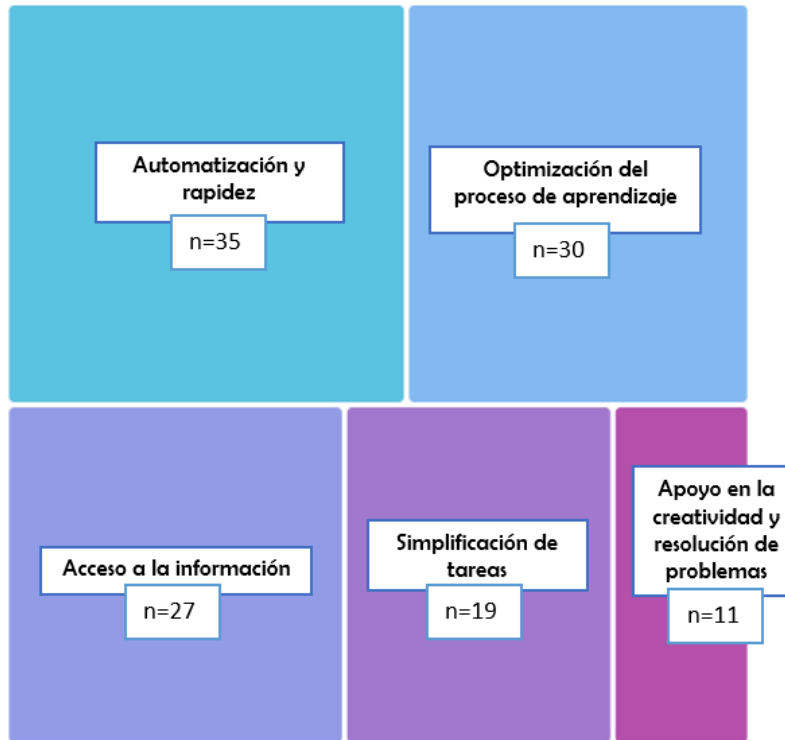 Automatización y
rapidez
n=35
Optimización del
proceso de aprendizaje
n=30
Acceso a la información
n=27
Simplificación de
tareas
n=19
Apoyo en la
creatividad y
resolución de
problemas
n=11